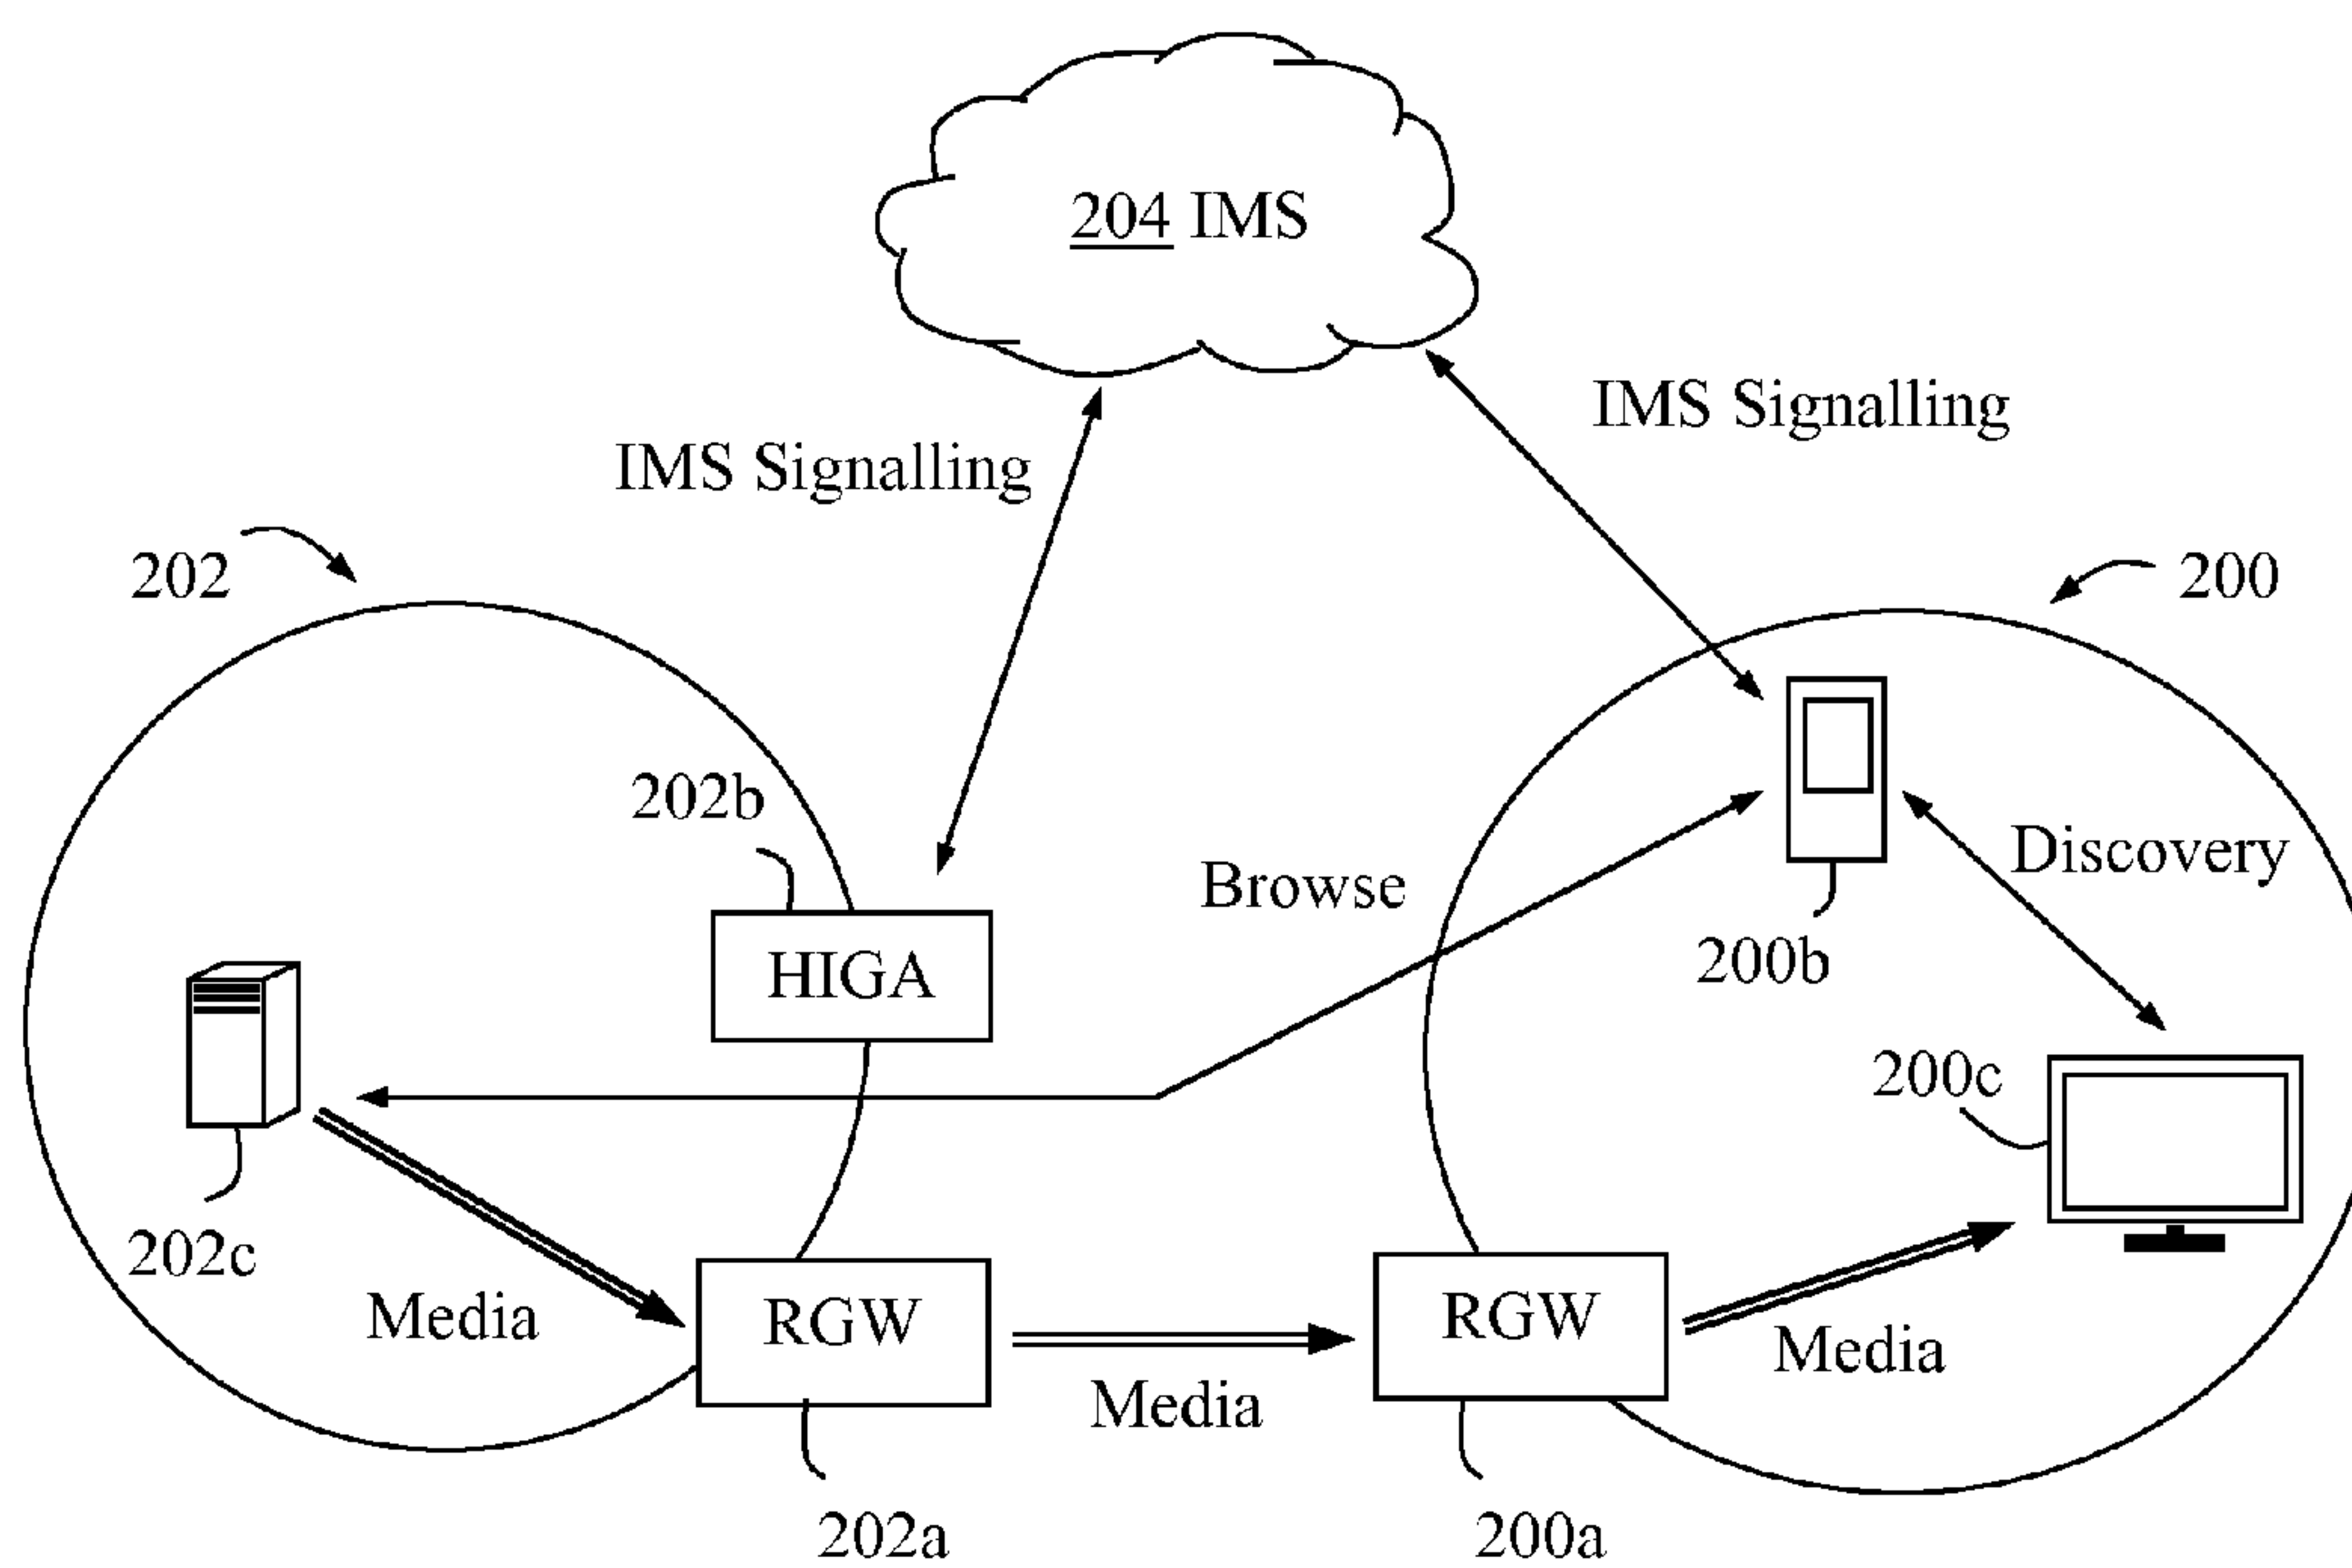 204 IMS
IMS Signalling
IMS Signalling
202
200
202b
Browse
Discovery
200b
HIGA
200c
202c
Media
RGW
RGW
Media
Media
202a
200a